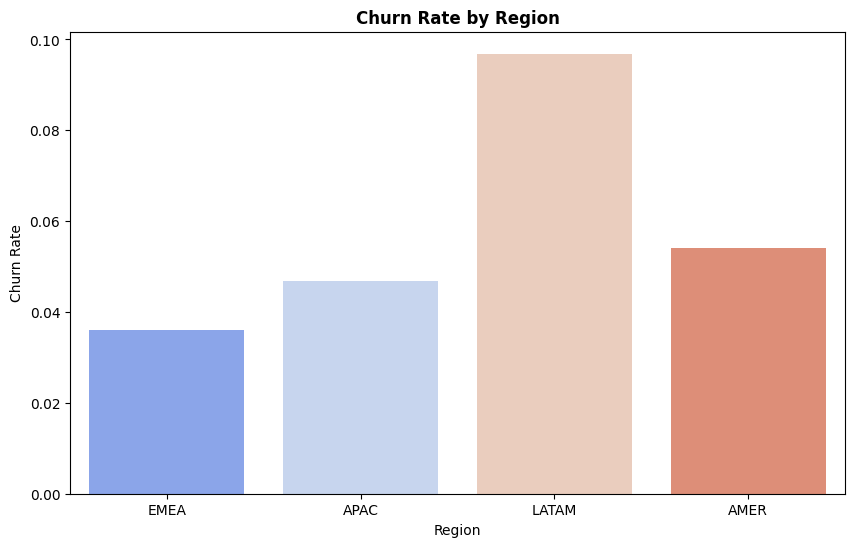 Churn Rate by Region
Churn Rate
0.10
0.08
0.06
0.04
0.02
0.00
EMEA APAC LATAM AMER
Region